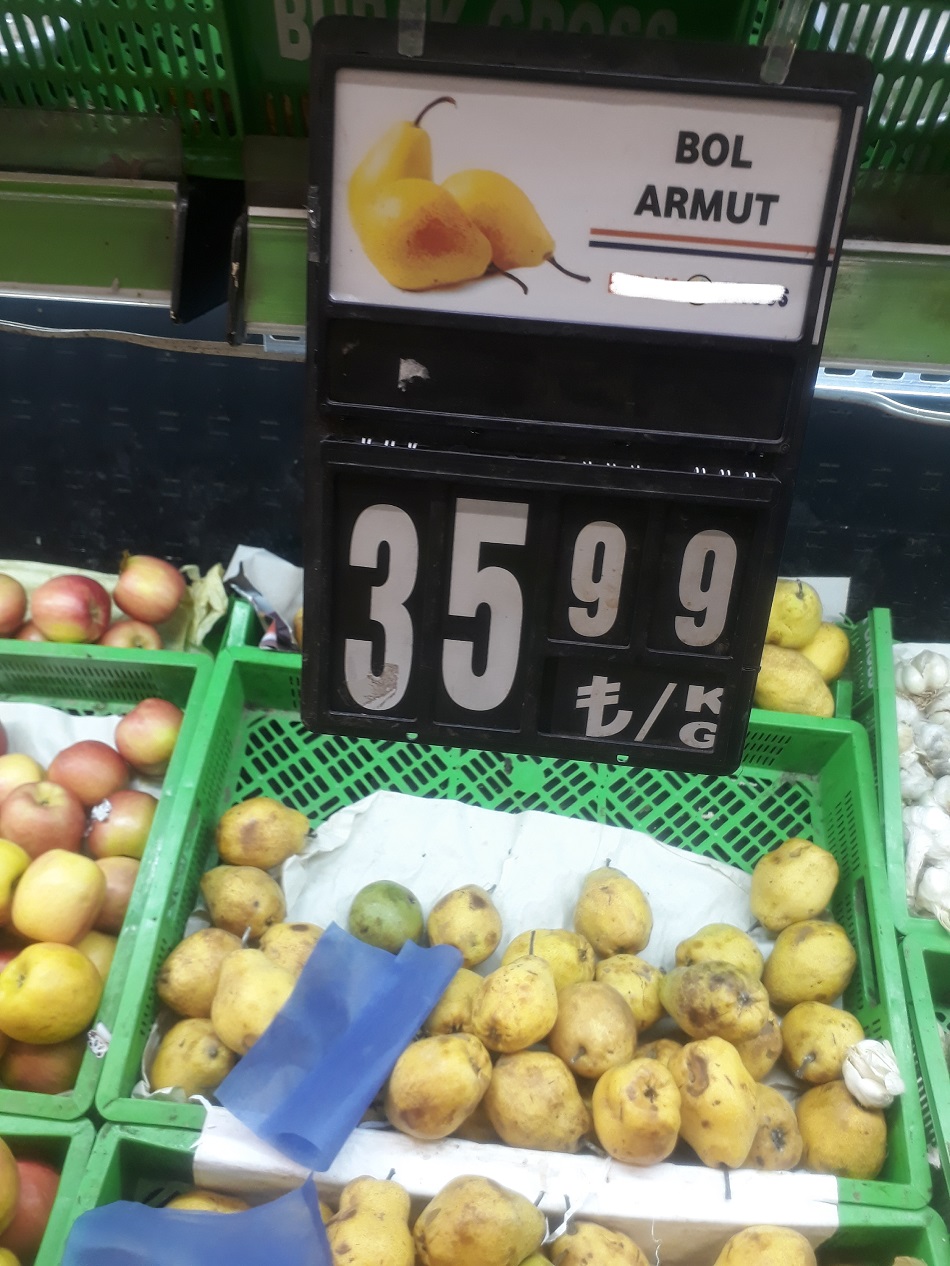 BOL
ARMUT
35 99
₺/KG